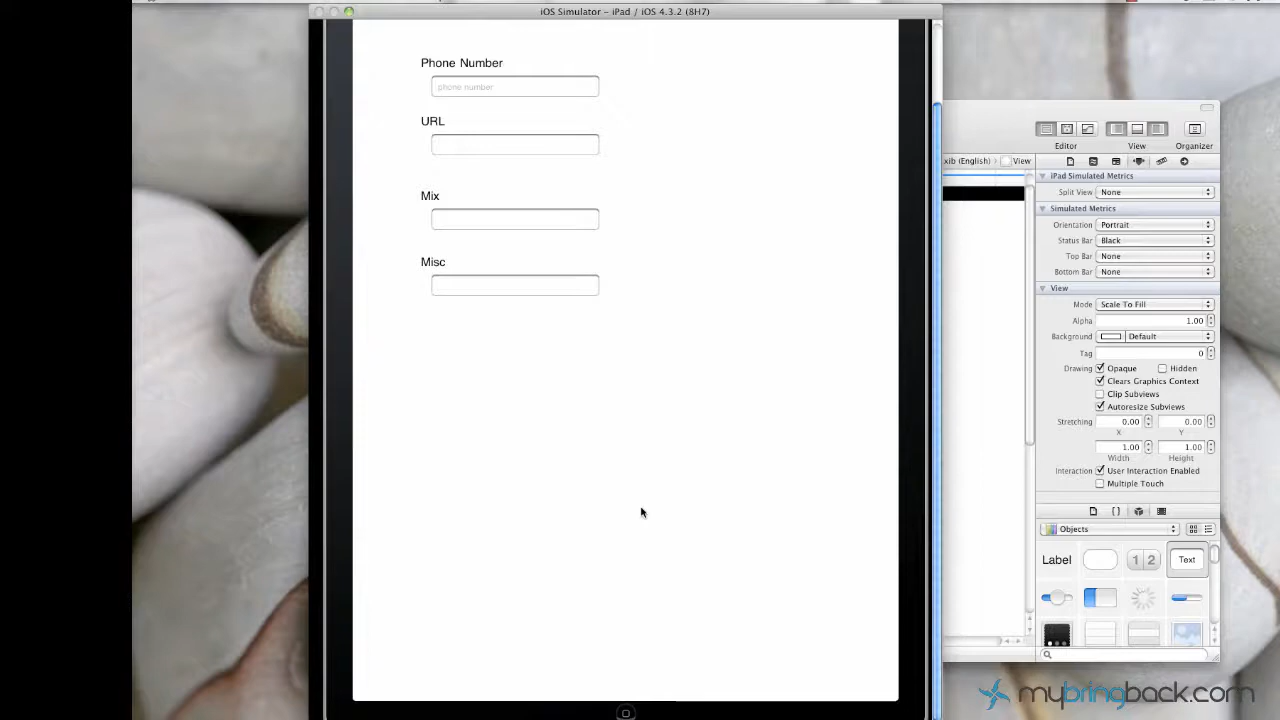 iOS Simulator – iPad / iOS 4.3.2 (8H7)
Phone Number
phone number
URL
Mix
Misc
Editor
View
Organizer
xib (English)
View
iPad Simulated Metrics
Split View None
Simulated Metrics
Orientation Portrait
Status Bar Black
Top Bar None
Bottom Bar None
View
Mode Scale To Fill
Alpha 1.00
Background Default
Tag 0
Drawing Opaque Hidden
Clears Graphics Context
Clip Subviews
Autoresize Subviews
Stretching 0.00 0.00
X Y
1.00 1.00
Width Height
Interaction User Interaction Enabled
Multiple Touch
{ }
Objects
Label 1 2 Text
mybringback.com